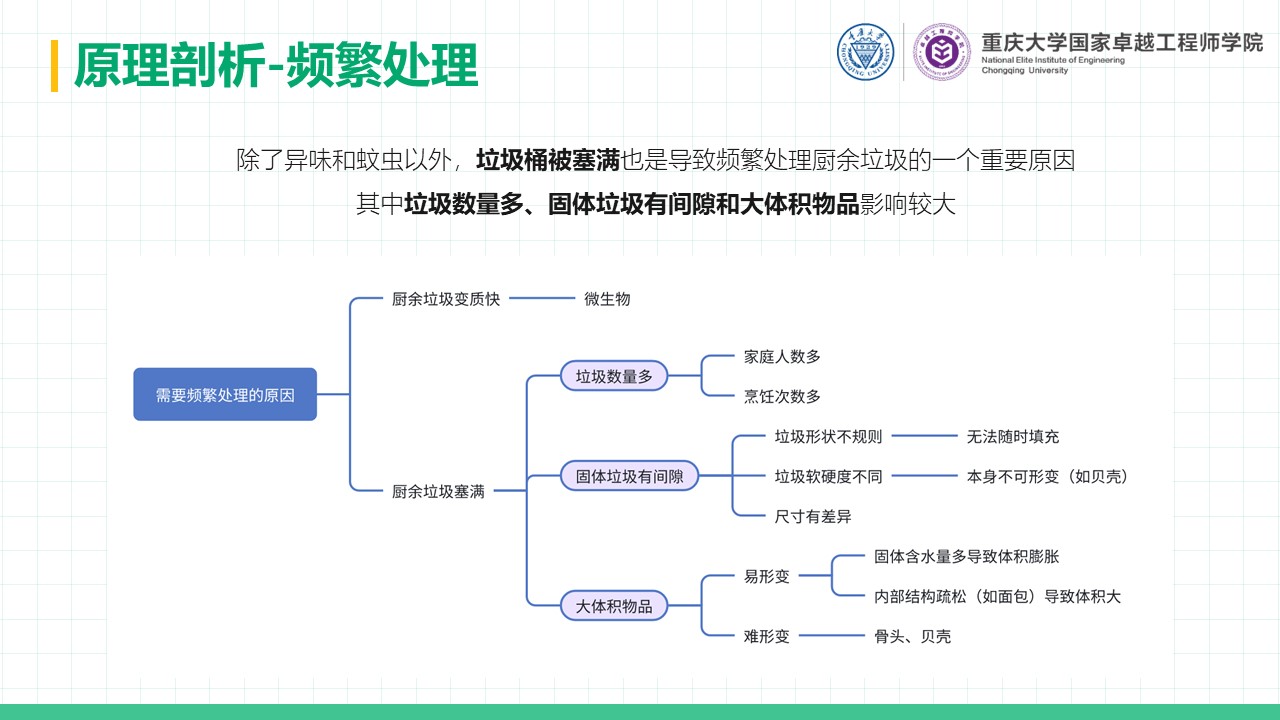 原理剖析-频繁处理
重庆大学国家卓越工程师学院
National Elite Institute of Engineering
Chongqing University
除了异味和蚊虫以外，垃圾桶被塞满也是导致频繁处理厨余垃圾的一个重要原因
其中垃圾数量多、固体垃圾有间隙和大体积物品影响较大
需要频繁处理的原因
厨余垃圾变质快
微生物
厨余垃圾塞满
垃圾数量多
家庭人数多
烹饪次数多
固体垃圾有间隙
垃圾形状不规则
无法随时填充
垃圾软硬度不同
本身不可形变（如贝壳）
尺寸有差异
大体积物品
易形变
固体含水量多导致体积膨胀
内部结构疏松（如面包）导致体积大
难形变
骨头、贝壳